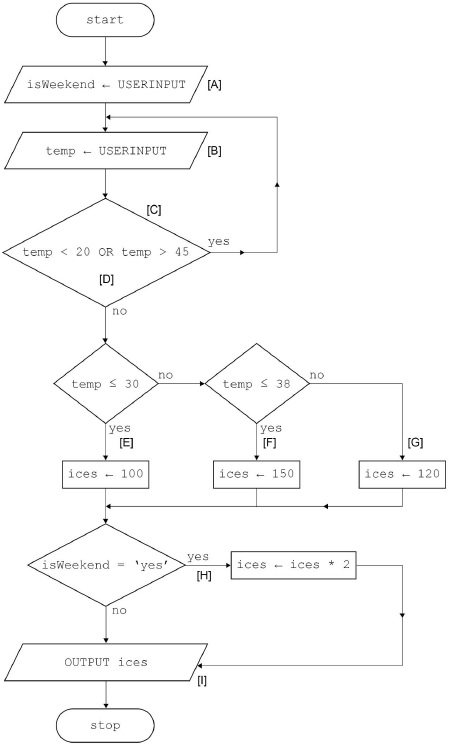 start
isWeekend ← USERINPUT [A]
temp ← USERINPUT [B]
[C]
yes
temp < 20 OR temp > 45
[D]
no
temp ≤ 30
no
temp ≤ 38
no
yes
[E]
yes
[F]
[G]
ices ← 100
ices ← 150
ices ← 120
isWeekend = ‘yes’
yes
[H]
ices ← ices * 2
no
OUTPUT ices
[I]
stop